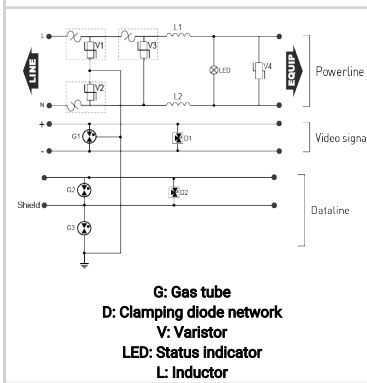 L1
L
V1
V3
LINE
LED
V4
EQUIP
Powerline
V2
N
L2
+
G1
D1
Video signa
-
G2
D2
Shield
Dataline
G3
G: Gas tube
D: Clamping diode network
V: Varistor
LED: Status indicator
L: Inductor